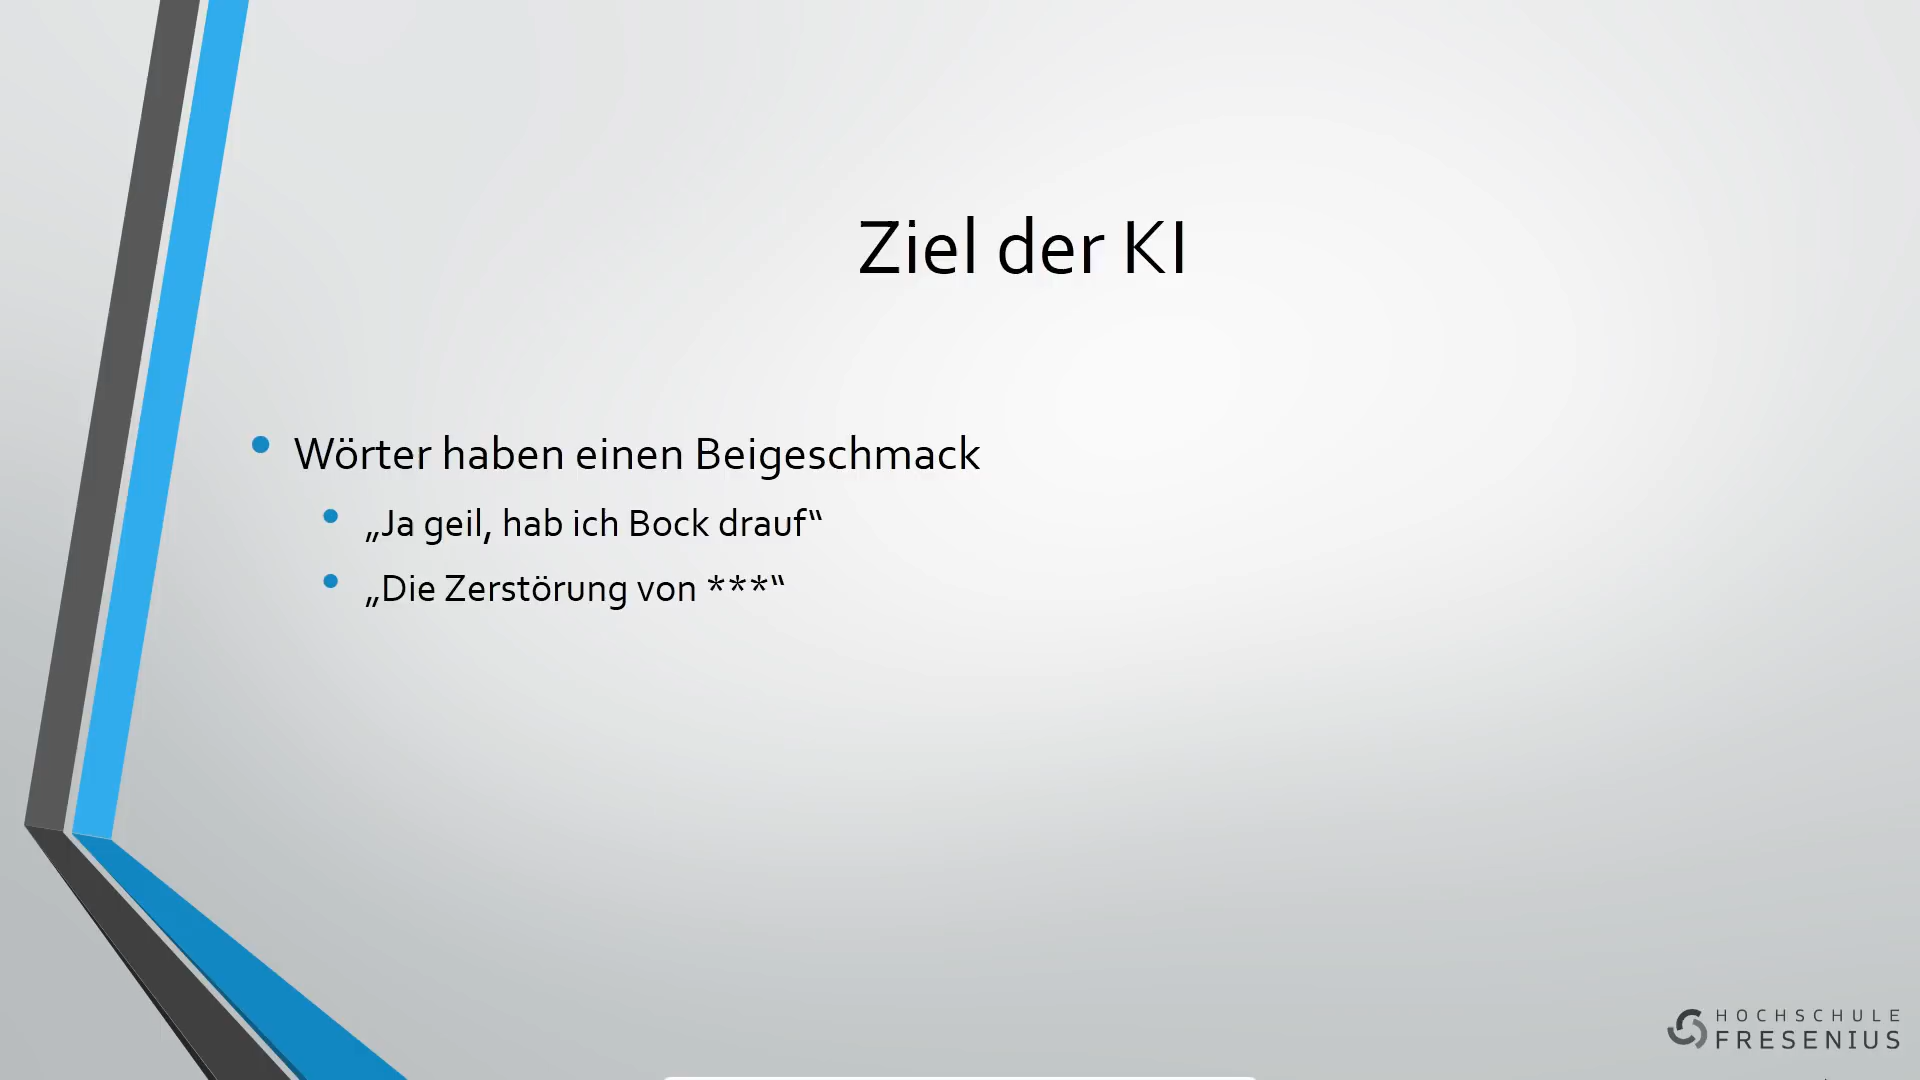 Ziel der KI
Wörter haben einen Beigeschmack
„Ja geil, hab ich Bock drauf“
„Die Zerstörung von ***“
HOCHSCHULE
FRESENIUS